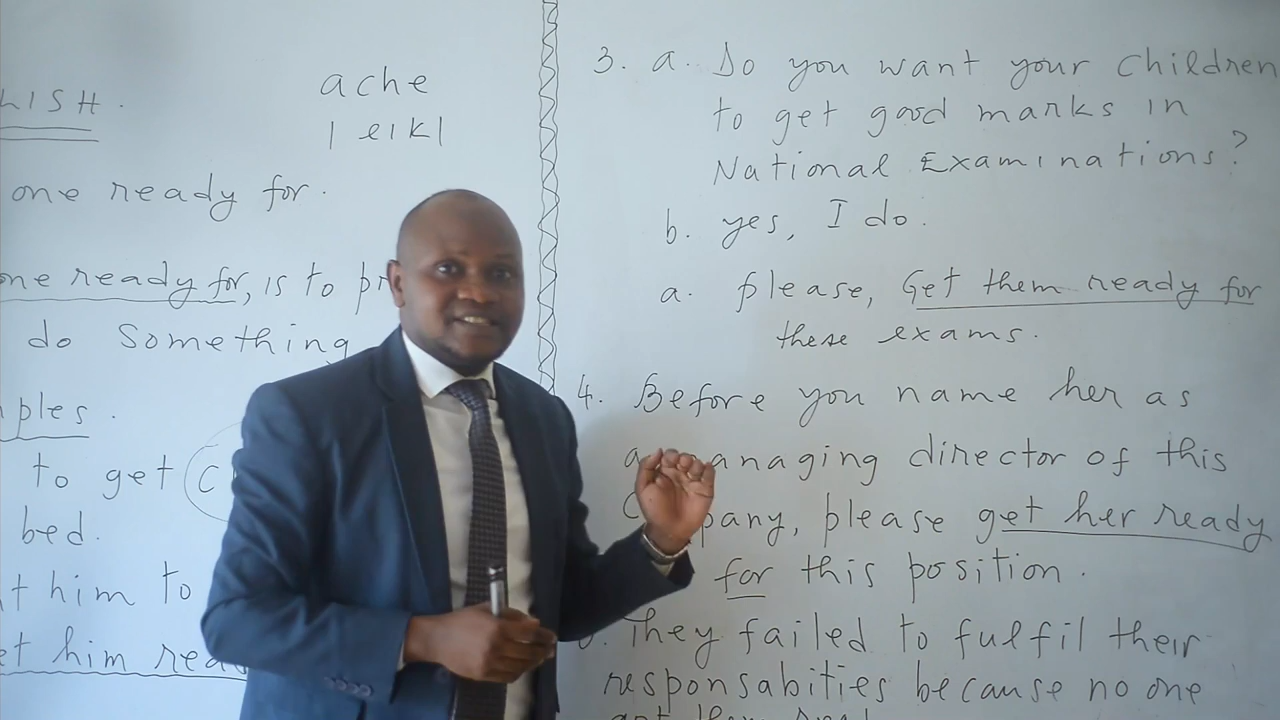 LISH.
ache
/eik/
one ready for.
one ready for, is to pr
do something
ples.
to get
bed.
t him to
et him rea
3. a. Do you want your children
to get good marks in
National Examinations?
b. yes, I do.
a. please, Get them ready for
these exams.
4. Before you name her as
a managing director of this
pany, please get her ready
for this position.
They failed to fulfil their
responsabities because no one